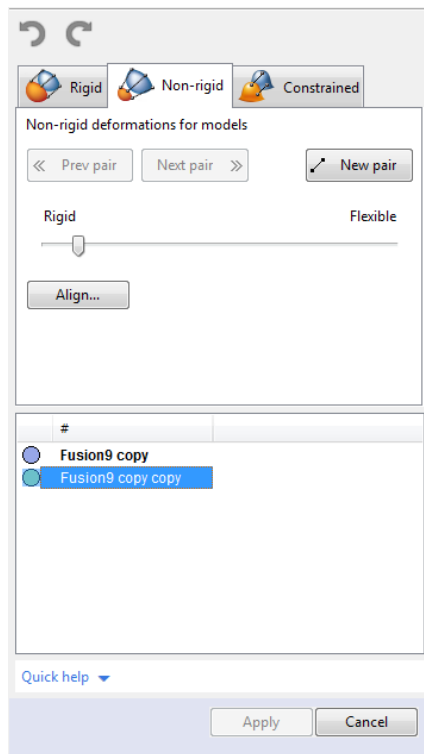 Rigid Non-rigid Constrained
Non-rigid deformations for models
Prev pair Next pair New pair
Rigid Flexible
Align...
#
Fusion9 copy
Fusion9 copy copy
Quick help
Apply Cancel